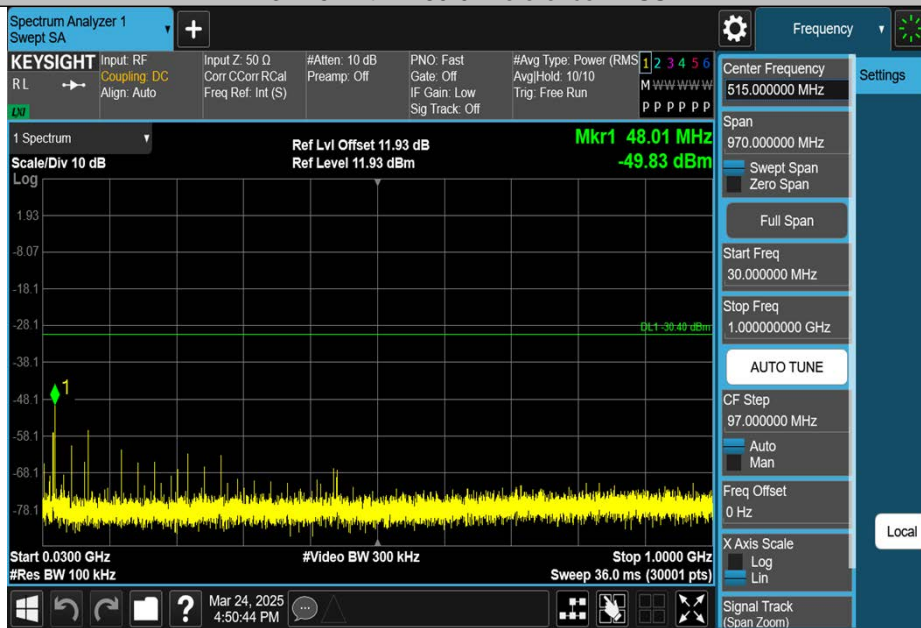 Spectrum Analyzer 1
Swept SA
Frequency
KEYSIGHT
R L
LXI
Input: RF
Coupling: DC
Align: Auto
Input Z: 50 Ω
Corr CCorr RCal
Freq Ref: Int (S)
#Atten: 10 dB
Preamp: Off
PNO: Fast
Gate: Off
IF Gain: Low
Sig Track: Off
#Avg Type: Power (RMS
Avg|Hold: 10/10
Trig: Free Run
1 2 3 4 5 6
M W W W W W
P P P P P P
1 Spectrum
Scale/Div 10 dB
Log
Ref Lvl Offset 11.93 dB
Ref Level 11.93 dBm
Mkr1 48.01 MHz
-49.83 dBm
1.93
-8.07
-18.1
-28.1
DL1 -30.40 dBm
-38.1
1
-48.1
-58.1
-68.1
-78.1
Start 0.0300 GHz
#Video BW 300 kHz
Stop 1.0000 GHz
#Res BW 100 kHz
Sweep 36.0 ms (30001 pts)
?
Mar 24, 2025
4:50:44 PM
Center Frequency
515.000000 MHz
Settings
Span
970.000000 MHz
Swept Span
Zero Span
Full Span
Start Freq
30.000000 MHz
Stop Freq
1.000000000 GHz
AUTO TUNE
CF Step
97.000000 MHz
Auto
Man
Freq Offset
0 Hz
Local
X Axis Scale
Log
Lin
Signal Track
(Span Zoom)